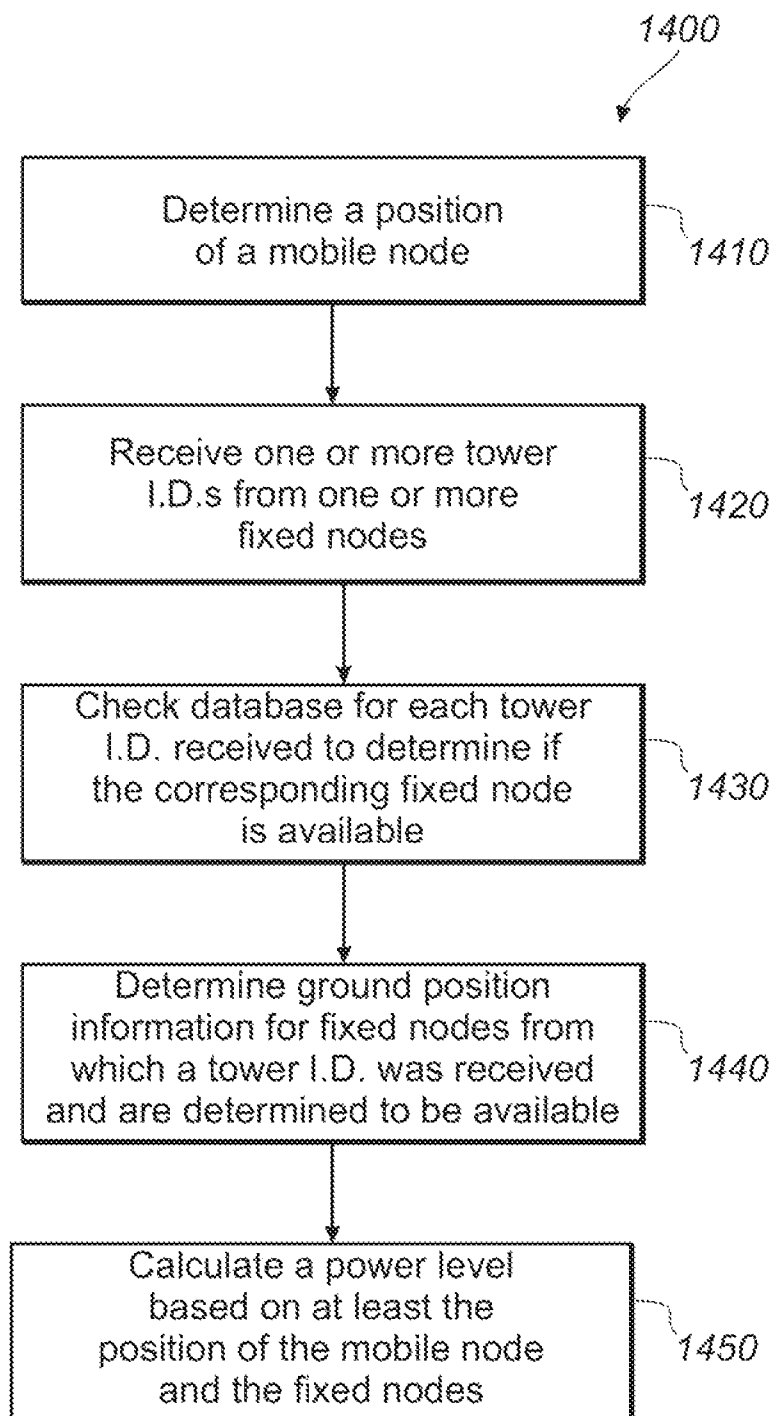 1400
Determine a position
of a mobile node
1410
Receive one or more tower
I.D.s from one or more
fixed nodes
1420
Check database for each tower
I.D. received to determine if
the corresponding fixed node
is available
1430
Determine ground position
information for fixed nodes from
which a tower I.D. was received
and are determined to be available
1440
Calculate a power level
based on at least the
position of the mobile node
and the fixed nodes
1450